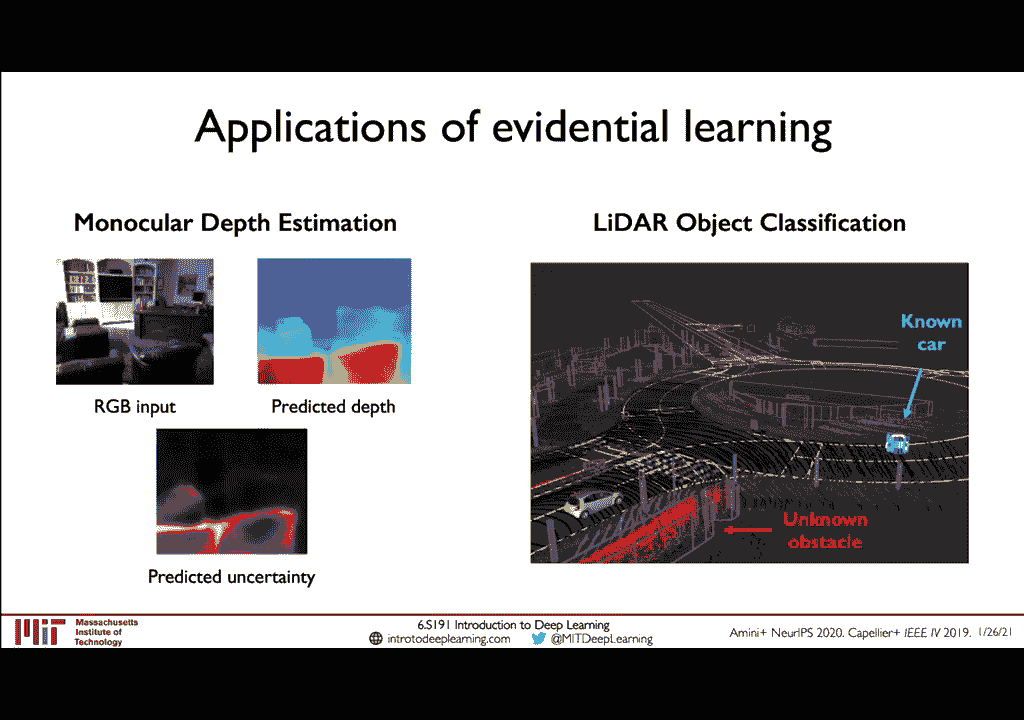 Applications of evidential learning
Monocular Depth Estimation
RGB input
Predicted depth
Predicted uncertainty
LiDAR Object Classification
Known
car
Unknown
obstacle
MIT
Massachusetts
Institute of
Technology
6.S191 Introduction to Deep Learning
introtodeeplearning.com @MITDeepLearning
Amini+ NeurIPS 2020. Capellier+ IEEE IV 2019. 1/26/21